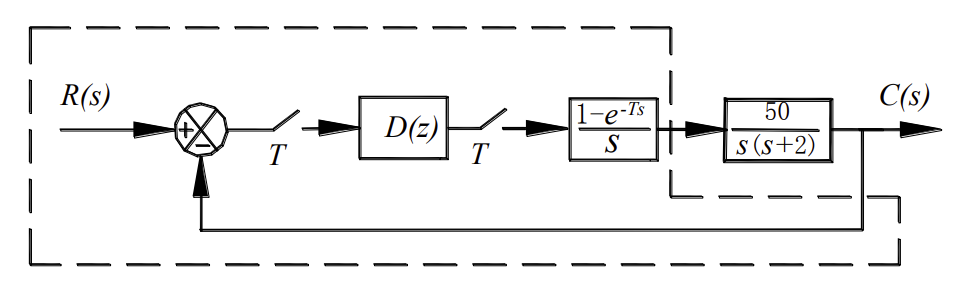 R(s)
+
−
T
D(z)
T
1-e^{-Ts}
s
50
s(s+2)
C(s)